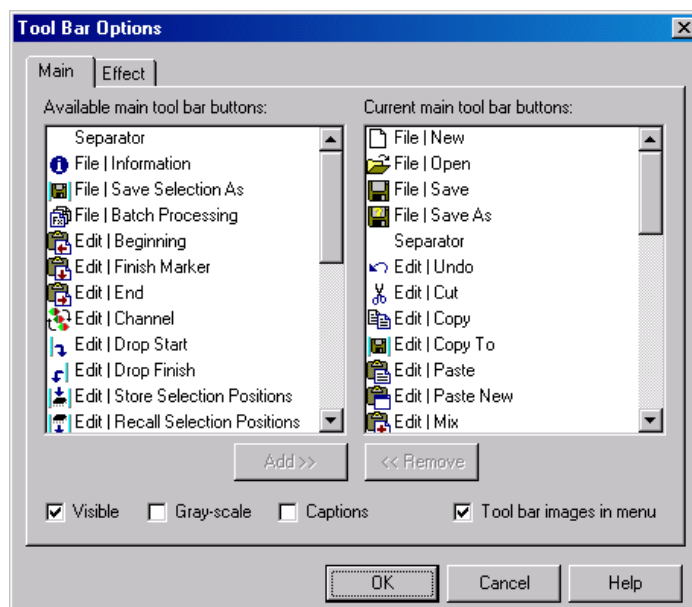 Tool Bar Options
Main
Effect
Available main tool bar buttons:
Separator
File | Information
File | Save Selection As
File | Batch Processing
Edit | Beginning
Edit | Finish Marker
Edit | End
Edit | Channel
Edit | Drop Start
Edit | Drop Finish
Edit | Store Selection Positions
Edit | Recall Selection Positions
Current main tool bar buttons:
File | New
File | Open
File | Save
File | Save As
Separator
Edit | Undo
Edit | Cut
Edit | Copy
Edit | Copy To
Edit | Paste
Edit | Paste New
Edit | Mix
Add >>
<< Remove
Visible
Gray-scale
Captions
Tool bar images in menu
OK
Cancel
Help